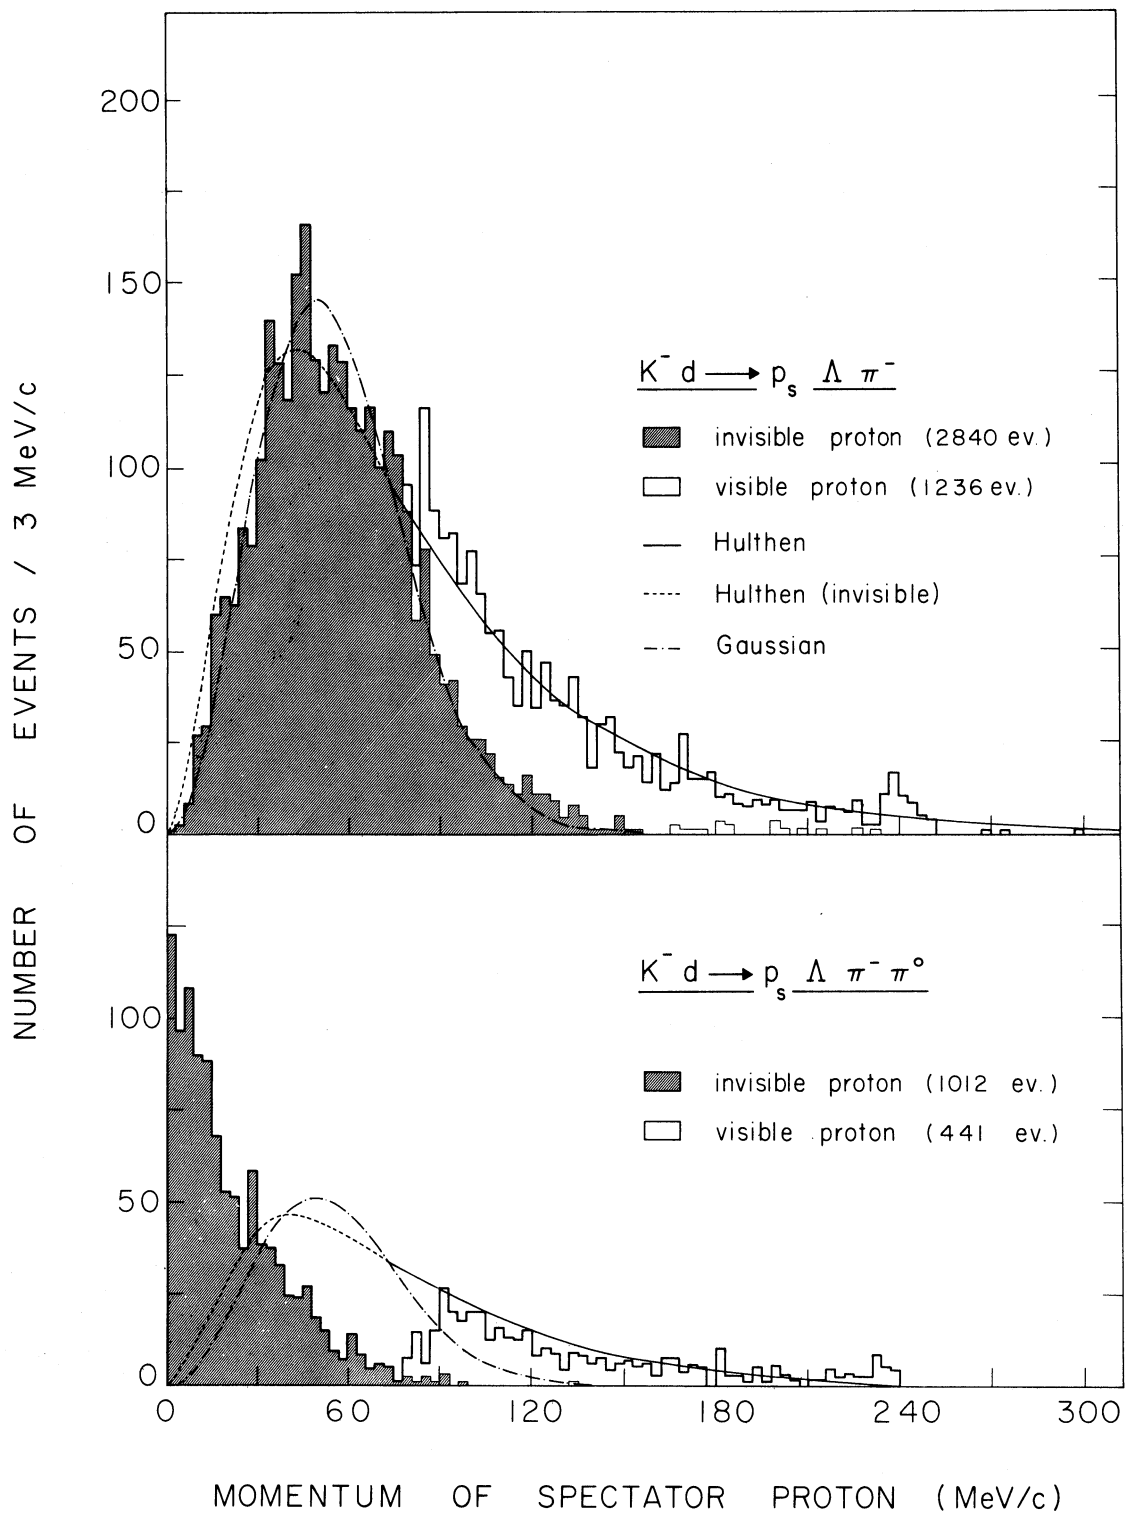 200
150
100
50
0
K⁻ d → pₛ Λ π⁻
invisible proton (2840 ev.)
visible proton (1236 ev.)
Hulthen
Hulthen (invisible)
Gaussian
NUMBER OF EVENTS / 3 MeV/c
K⁻ d → pₛ Λ π⁻ π°
100
50
0
invisible proton (1012 ev.)
visible proton (441 ev.)
0 60 120 180 240 300
MOMENTUM OF SPECTATOR PROTON (MeV/c)